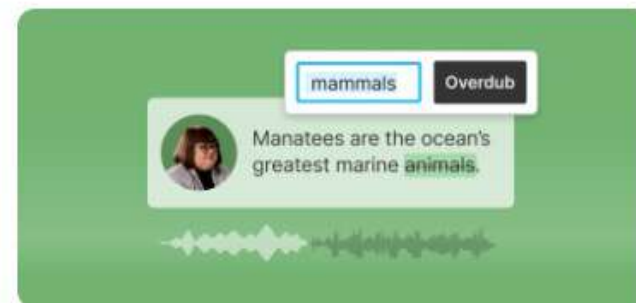 mammals
Overdub
Manatees are the ocean's
greatest marine animals.